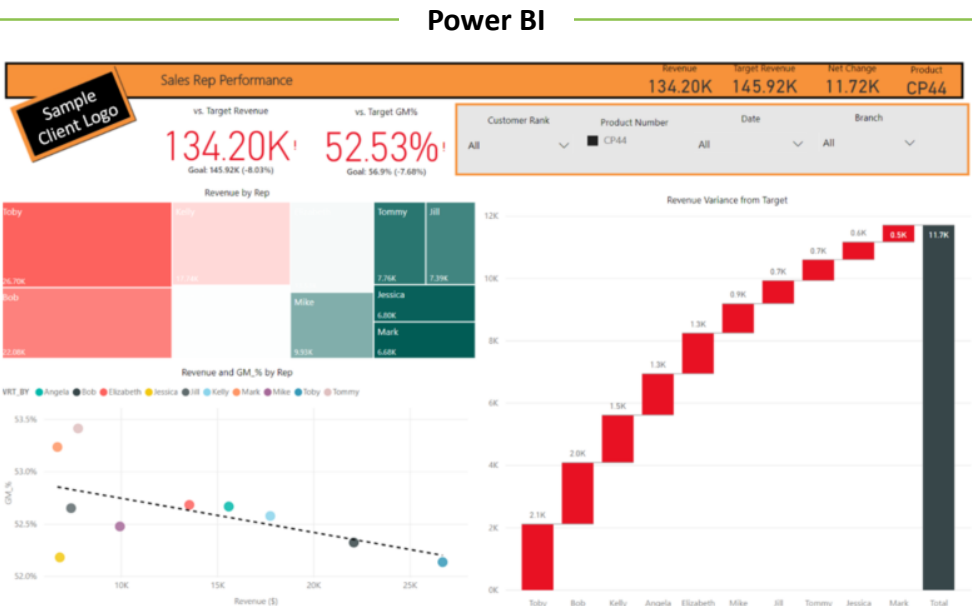 Power BI
Sample
Client Logo
Sales Rep Performance
Revenue
134.20K
Target Revenue
145.92K
Net Change
11.72K
Product
CP44
vs. Target Revenue
134.20K!
Goal: 145.92K (-8.03%)
vs. Target GM%
52.53%!
Goal: 56.9% (-7.68%)
Customer Rank
All
Product Number
CP44
Date
All
Branch
All
Revenue by Rep
Toby
26.70K
Bob
22.08K
Kelly
Mike
9.93K
Tommy
7.76K
Jill
7.39K
Jessica
6.80K
Mark
6.68K
Revenue and GM_% by Rep
VRT_BY Angela Bob Elizabeth Jessica Jill Kelly Mark Mike Toby Tommy
53.5%
53.0%
52.5%
52.0%
GM_%
10K 15K 20K 25K
Revenue ($)
Revenue Variance from Target
12K
10K
8K
6K
4K
2K
0K
2.1K
2.0K
1.5K
1.3K
1.3K
0.9K
0.7K
0.7K
0.6K
0.5K
11.7K
Toby Bob Kelly Angela Elizabeth Mike Jill Tommy Jessica Mark Total